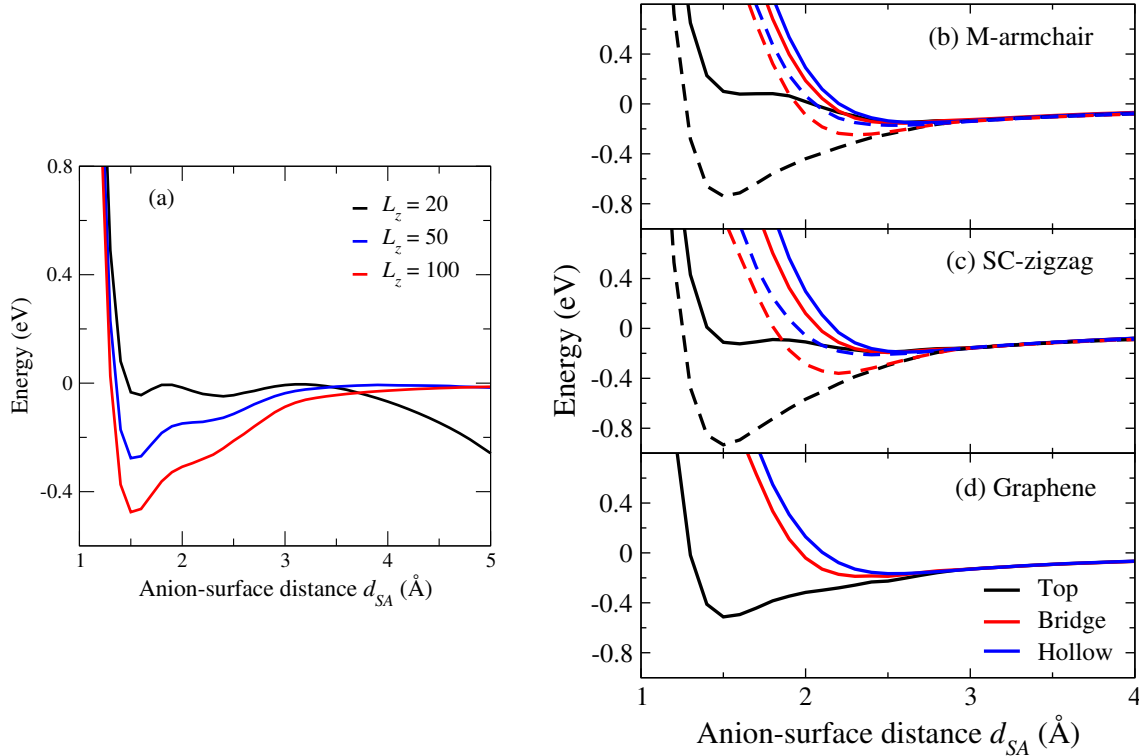 (a)
L_z = 20
L_z = 50
L_z = 100
0.8
0.4
0
-0.4
Energy (eV)
1
2
3
4
5
Anion-surface distance d_SA (Å)
(b) M-armchair
0.4
0
-0.4
-0.8
(c) SC-zigzag
0.4
0
-0.4
-0.8
Energy (eV)
(d) Graphene
0.4
0
-0.4
-0.8
Top
Bridge
Hollow
1
2
3
4
Anion-surface distance d_SA (Å)